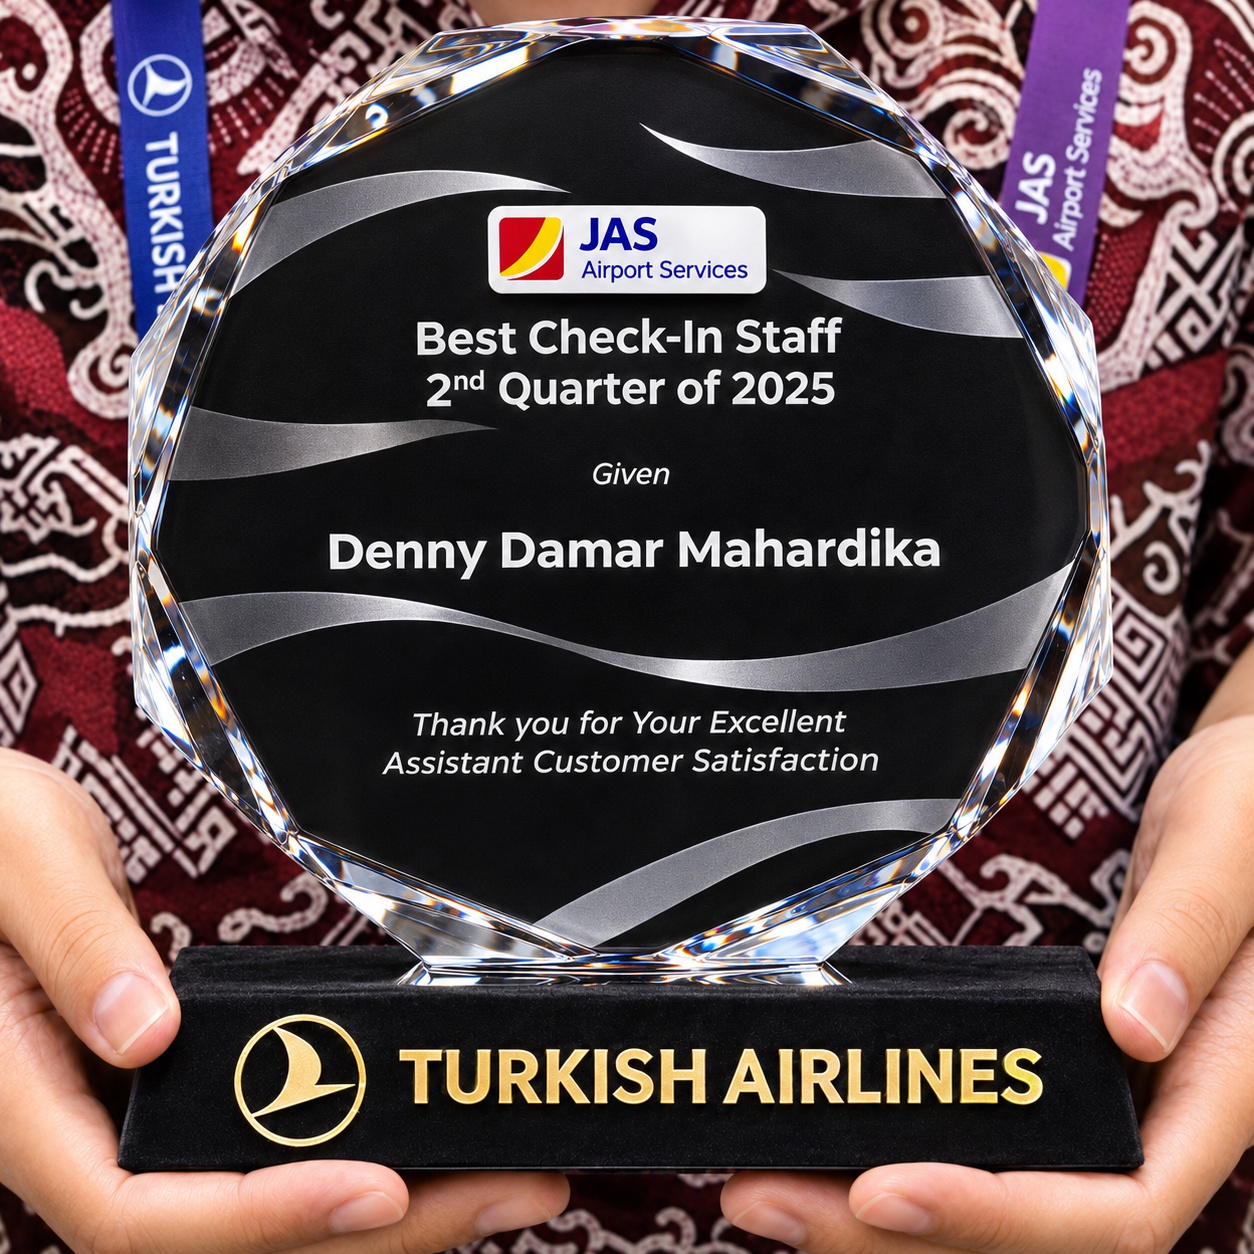 TURKISH
JAS
Airport Services
JAS
Airport Services
Best Check-In Staff
2nd Quarter of 2025
Given
Denny Damar Mahardika
Thank you for Your Excellent
Assistant Customer Satisfaction
TURKISH AIRLINES